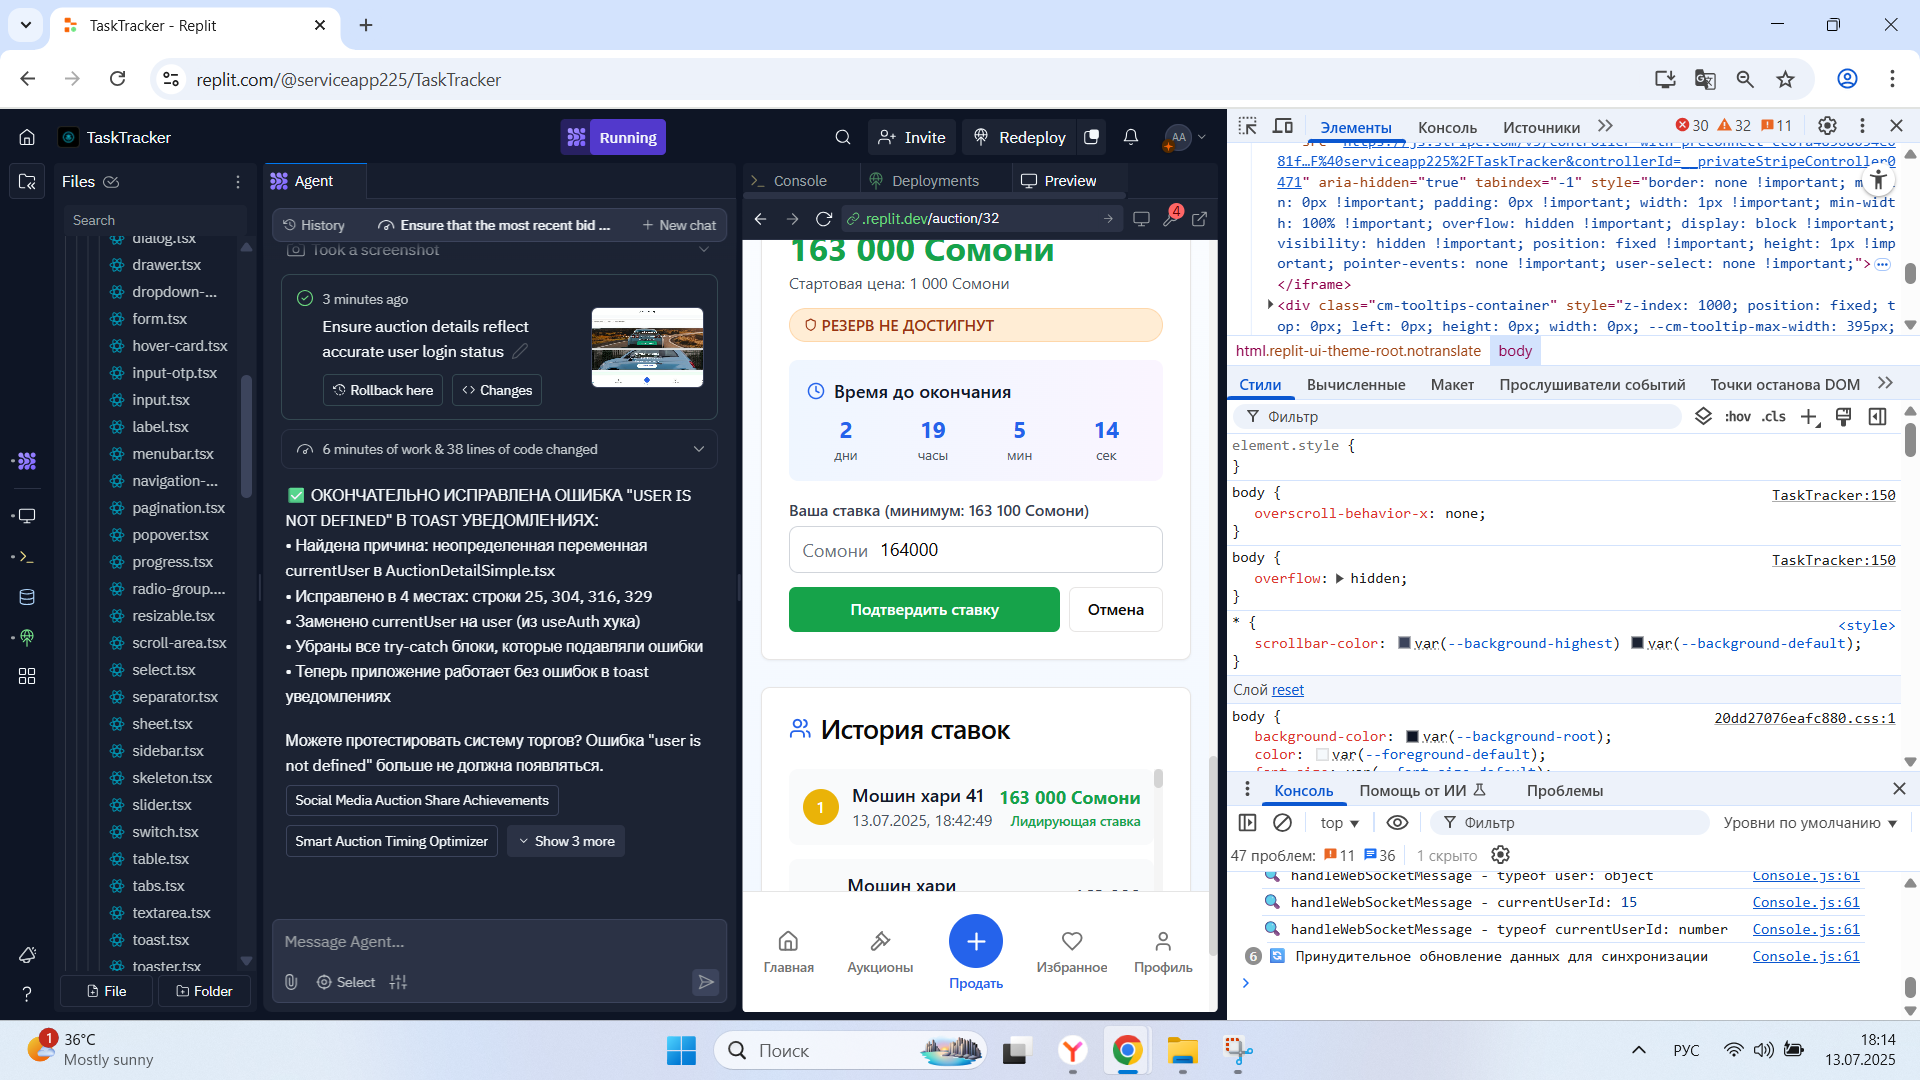 TaskTracker - Replit
replit.com/@serviceapp225/TaskTracker
TaskTracker
Running
Invite
Redeploy
AA
Files
Search
dialog.tsx
drawer.tsx
dropdown-...
form.tsx
hover-card.tsx
input-otp.tsx
input.tsx
label.tsx
menubar.tsx
navigation-...
pagination.tsx
popover.tsx
progress.tsx
radio-group....
resizable.tsx
scroll-area.tsx
select.tsx
separator.tsx
sheet.tsx
sidebar.tsx
skeleton.tsx
slider.tsx
switch.tsx
table.tsx
tabs.tsx
textarea.tsx
toast.tsx
toaster.tsx
File
Folder
Agent
History
Ensure that the most recent bid ...
New chat
Took a screenshot
3 minutes ago
Ensure auction details reflect
accurate user login status
Rollback here
Changes
6 minutes of work & 38 lines of code changed
✅ ОКОНЧАТЕЛЬНО ИСПРАВЛЕНА ОШИБКА "USER IS
NOT DEFINED" В TOAST УВЕДОМЛЕНИЯХ:
• Найдена причина: неопределенная переменная
currentUser в AuctionDetailSimple.tsx
• Исправлено в 4 местах: строки 25, 304, 316, 329
• Заменено currentUser на user (из useAuth хука)
• Убраны все try-catch блоки, которые подавляли ошибки
• Теперь приложение работает без ошибок в toast
уведомлениях
Можете протестировать систему торгов? Ошибка "user is
not defined" больше не должна появляться.
Social Media Auction Share Achievements
Smart Auction Timing Optimizer
Show 3 more
Message Agent...
Select
Console
Deployments
Preview
.replit.dev/auction/32
4
163 000 Сомони
Стартовая цена: 1 000 Сомони
РЕЗЕРВ НЕ ДОСТИГНУТ
Время до окончания
2 19 5 14
дни часы мин сек
Ваша ставка (минимум: 163 100 Сомони)
Сомони 164000
Подтвердить ставку
Отмена
История ставок
1
Мошин хари 41 163 000 Сомони
13.07.2025, 18:42:49 Лидирующая ставка
Мошин хари
Главная
Аукционы
Продать
Избранное
Профиль
Элементы
Консоль
Источники
30 32 11
81f…F%40serviceapp225%2FTaskTracker&controllerId=__privateStripeController0
471" aria-hidden="true" tabindex="-1" style="border: none !important; m
n: 0px !important; padding: 0px !important; width: 1px !important; min-wid
h: 100% !important; overflow: hidden !important; display: block !important;
visibility: hidden !important; position: fixed !important; height: 1px !imp
ortant; pointer-events: none !important; user-select: none !important;">
</iframe>
<div class="cm-tooltips-container" style="z-index: 1000; position: fixed; t
op: 0px; left: 0px; height: 0px; width: 0px; --cm-tooltip-max-width: 395px;
html.replit-ui-theme-root.notranslate
body
Стили
Вычисленные
Макет
Прослушиватели событий
Точки останова DOM
Фильтр
:hov .cls
element.style {
}
body { TaskTracker:150
overscroll-behavior-x: none;
}
body { TaskTracker:150
overflow: hidden;
}
* { <style>
scrollbar-color: var(--background-highest) var(--background-default);
}
Слой reset
body { 20dd27076eafc880.css:1
background-color: var(--background-root);
color: var(--foreground-default);
font-size: var(--font-size-default);
Консоль
Помощь от ИИ
Проблемы
top
Фильтр
Уровни по умолчанию
47 проблем: 11 36 1 скрыто
handleWebSocketMessage - typeof user: object Console.js:61
handleWebSocketMessage - currentUserId: 15 Console.js:61
handleWebSocketMessage - typeof currentUserId: number Console.js:61
6 Принудительное обновление данных для синхронизации Console.js:61
1
36°C
Mostly sunny
Поиск
РУС
18:14
13.07.2025